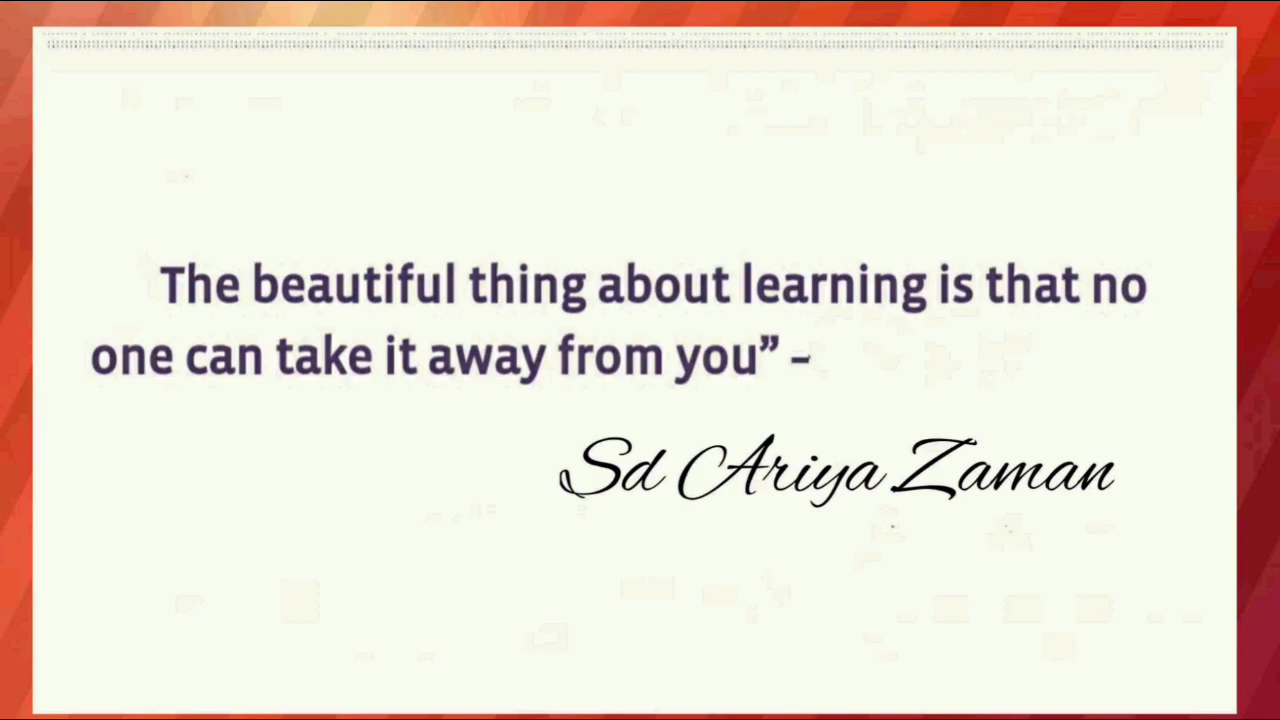 The beautiful thing about learning is that no
one can take it away from you” –
Sd Ariya Zaman